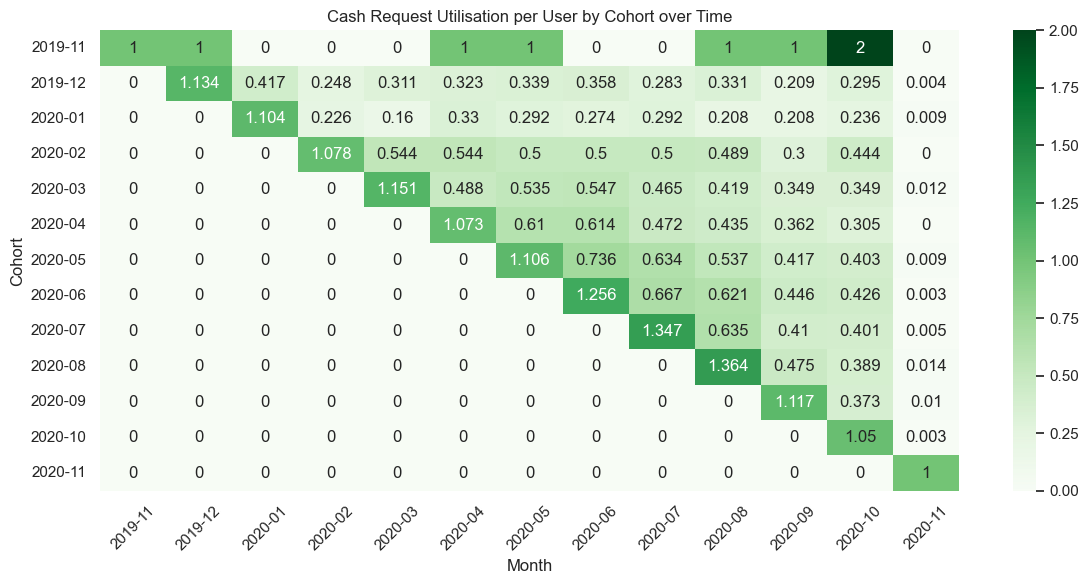 Cash Request Utilisation per User by Cohort over Time
2019-11 1 1 0 0 1 1 0 0 1 1 2 0
2019-12 0 1.134 0.417 0.248 0.311 0.323 0.339 0.358 0.283 0.331 0.209 0.295 0.004
2020-01 0 0 1.104 0.226 0.16 0.33 0.292 0.274 0.292 0.208 0.208 0.236 0.009
2020-02 0 0 0 1.078 0.544 0.544 0.5 0.5 0.5 0.489 0.3 0.444 0
2020-03 0 0 0 0 1.151 0.488 0.535 0.547 0.465 0.419 0.349 0.349 0.012
2020-04 0 0 0 0 0 1.073 0.61 0.614 0.472 0.435 0.362 0.305 0
2020-05 0 0 0 0 0 0 1.106 0.736 0.634 0.537 0.417 0.403 0.009
2020-06 0 0 0 0 0 0 0 1.256 0.667 0.621 0.446 0.426 0.003
2020-07 0 0 0 0 0 0 0 0 1.347 0.635 0.41 0.401 0.005
2020-08 0 0 0 0 0 0 0 0 0 1.364 0.475 0.389 0.014
2020-09 0 0 0 0 0 0 0 0 0 0 1.117 0.373 0.01
2020-10 0 0 0 0 0 0 0 0 0 0 0 1.05 0.003
2020-11 0 0 0 0 0 0 0 0 0 0 0 0 1
Cohort
2019-11 2019-12 2020-01 2020-02 2020-03 2020-04 2020-05 2020-06 2020-07 2020-08 2020-09 2020-10 2020-11
Month
2.00
1.75
1.50
1.25
1.00
0.75
0.50
0.25
0.00